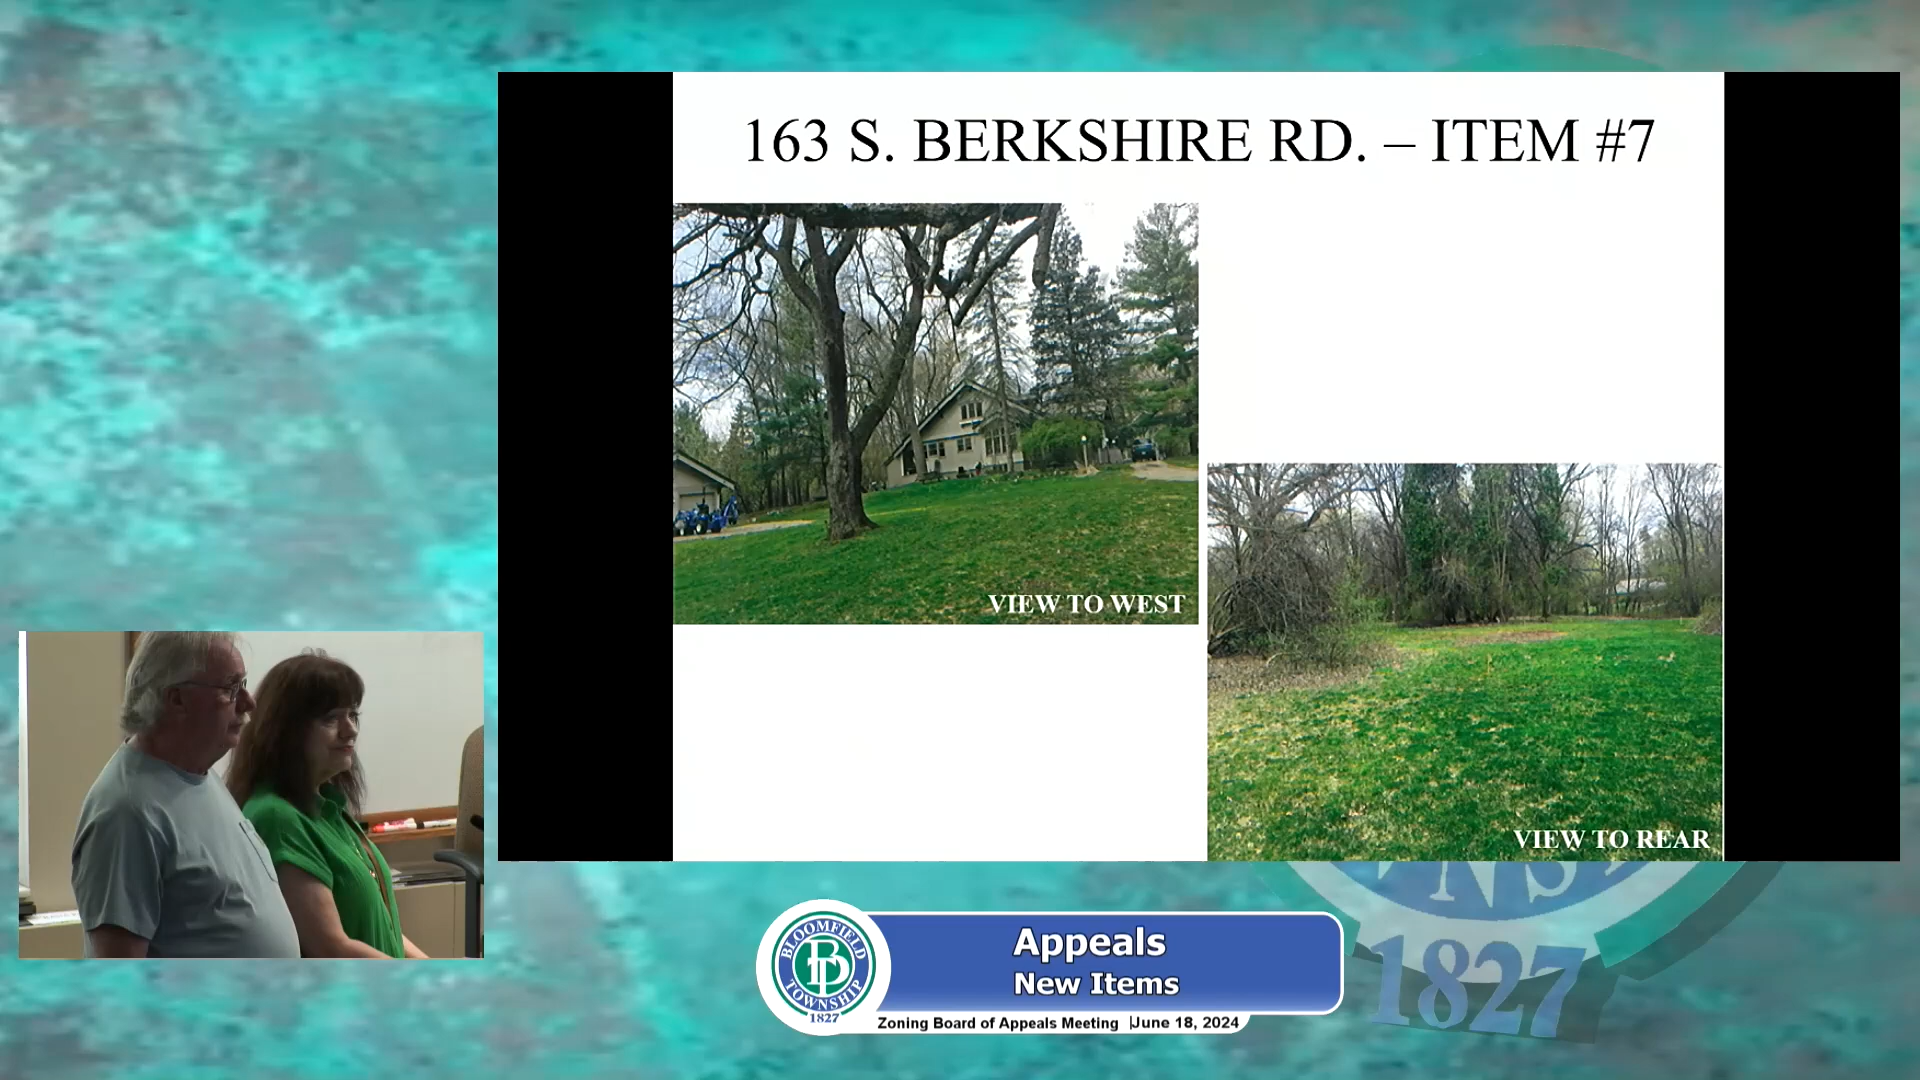 163 S. BERKSHIRE RD. – ITEM #7
VIEW TO WEST
VIEW TO REAR
BLOOMFIELD
TOWNSHIP
1827
Appeals
New Items
Zoning Board of Appeals Meeting |June 18, 2024
1827